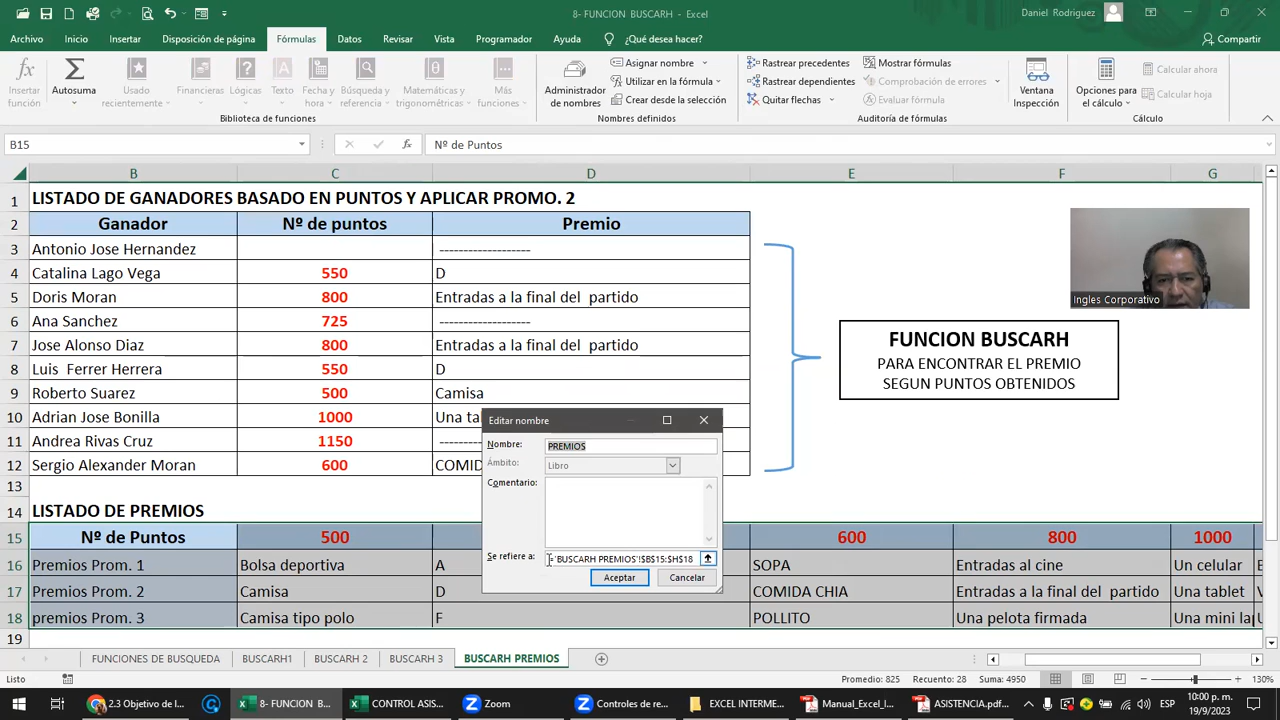 8- FUNCION BUSCARH - Excel
Daniel Rodriguez
Archivo Inicio Insertar Disposición de página Fórmulas Datos Revisar Vista Programador Ayuda ¿Qué desea hacer? Compartir
Insertar función
Autosuma
Usado recientemente
Financieras
Lógicas
Texto
Fecha y hora
Búsqueda y referencia
Matemáticas y trigonométricas
Más funciones
Biblioteca de funciones
Administrador de nombres
Asignar nombre
Utilizar en la fórmula
Crear desde la selección
Nombres definidos
Rastrear precedentes
Rastrear dependientes
Quitar flechas
Mostrar fórmulas
Comprobación de errores
Evaluar fórmula
Auditoría de fórmulas
Ventana Inspección
Opciones para el cálculo
Calcular ahora
Calcular hoja
Cálculo
B15 fx Nº de Puntos
B C D E F G
1 LISTADO DE GANADORES BASADO EN PUNTOS Y APLICAR PROMO. 2
2 Ganador Nº de puntos Premio
3 Antonio Jose Hernandez -------------------
4 Catalina Lago Vega 550 D
5 Doris Moran 800 Entradas a la final del partido
6 Ana Sanchez 725 -------------------
7 Jose Alonso Diaz 800 Entradas a la final del partido
8 Luis Ferrer Herrera 550 D
9 Roberto Suarez 500 Camisa
10 Adrian Jose Bonilla 1000 Una
11 Andrea Rivas Cruz 1150
12 Sergio Alexander Moran 600 COMID
13
14 LISTADO DE PREMIOS
15 Nº de Puntos 500 600 800 1000
16 Premios Prom. 1 Bolsa deportiva A SOPA Entradas al cine Un celular
17 Premios Prom. 2 Camisa D COMIDA CHIA Entradas a la final del partido Una tablet
18 premios Prom. 3 Camisa tipo polo F POLLITO Una pelota firmada Una mini
19
Ingles Corporativo
FUNCION BUSCARH
PARA ENCONTRAR EL PREMIO
SEGUN PUNTOS OBTENIDOS
Editar nombre
Nombre: PREMIOS
Ámbito: Libro
Comentario:
Se refiere a: ='BUSCARH PREMIOS'!$B$15:$H$18
Aceptar Cancelar
FUNCIONES DE BUSQUEDA BUSCARH1 BUSCARH 2 BUSCARH 3 BUSCARH PREMIOS
Listo Promedio: 825 Recuento: 28 Suma: 4950 130%
2.3 Objetivo de l... 8- FUNCION B... CONTROL ASIS... Zoom Controles de re... EXCEL INTERME... Manual_Excel_I... ASISTENCIA.pdf... ESP
10:00 p. m.
19/9/2023